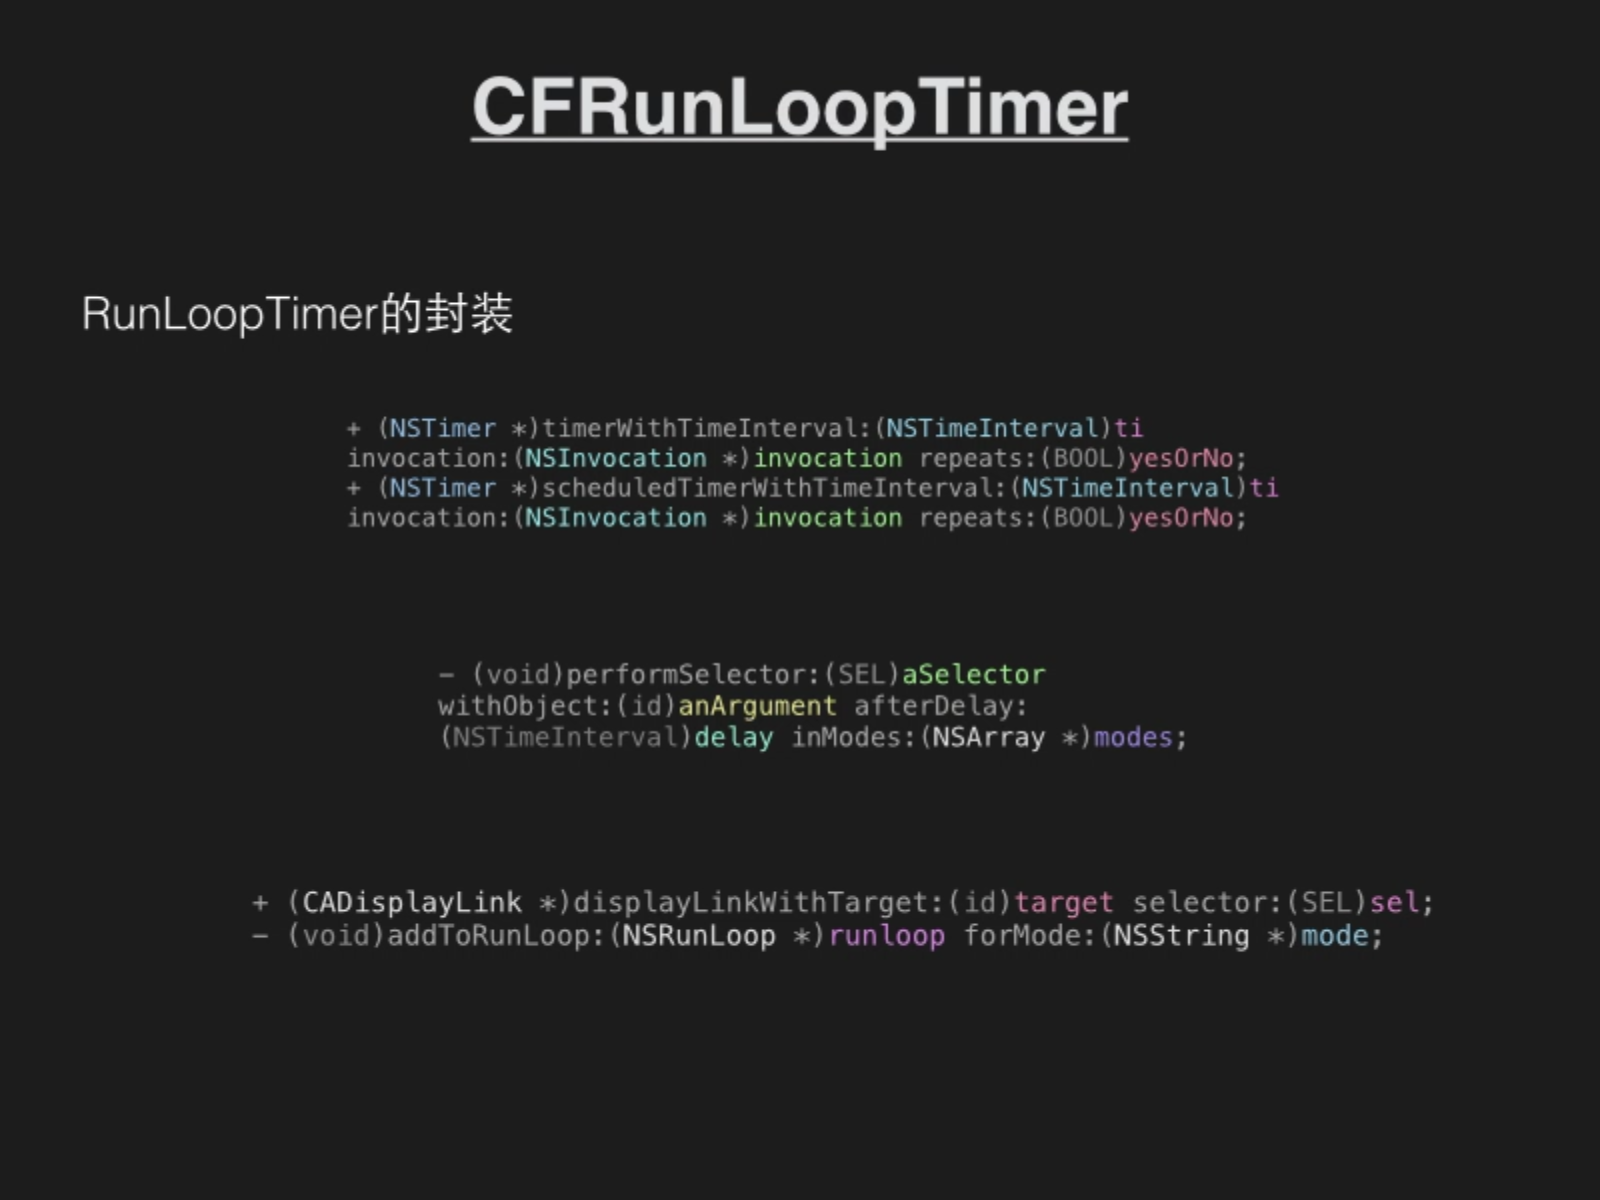 CFRunLoopTimer
RunLoopTimer的封装
+ (NSTimer *)timerWithTimeInterval:(NSTimeInterval)ti
invocation:(NSInvocation *)invocation repeats:(BOOL)yesOrNo;
+ (NSTimer *)scheduledTimerWithTimeInterval:(NSTimeInterval)ti
invocation:(NSInvocation *)invocation repeats:(BOOL)yesOrNo;
- (void)performSelector:(SEL)aSelector
withObject:(id)anArgument afterDelay:
(NSTimeInterval)delay inModes:(NSArray *)modes;
+ (CADisplayLink *)displayLinkWithTarget:(id)target selector:(SEL)sel;
- (void)addToRunLoop:(NSRunLoop *)runloop forMode:(NSString *)mode;